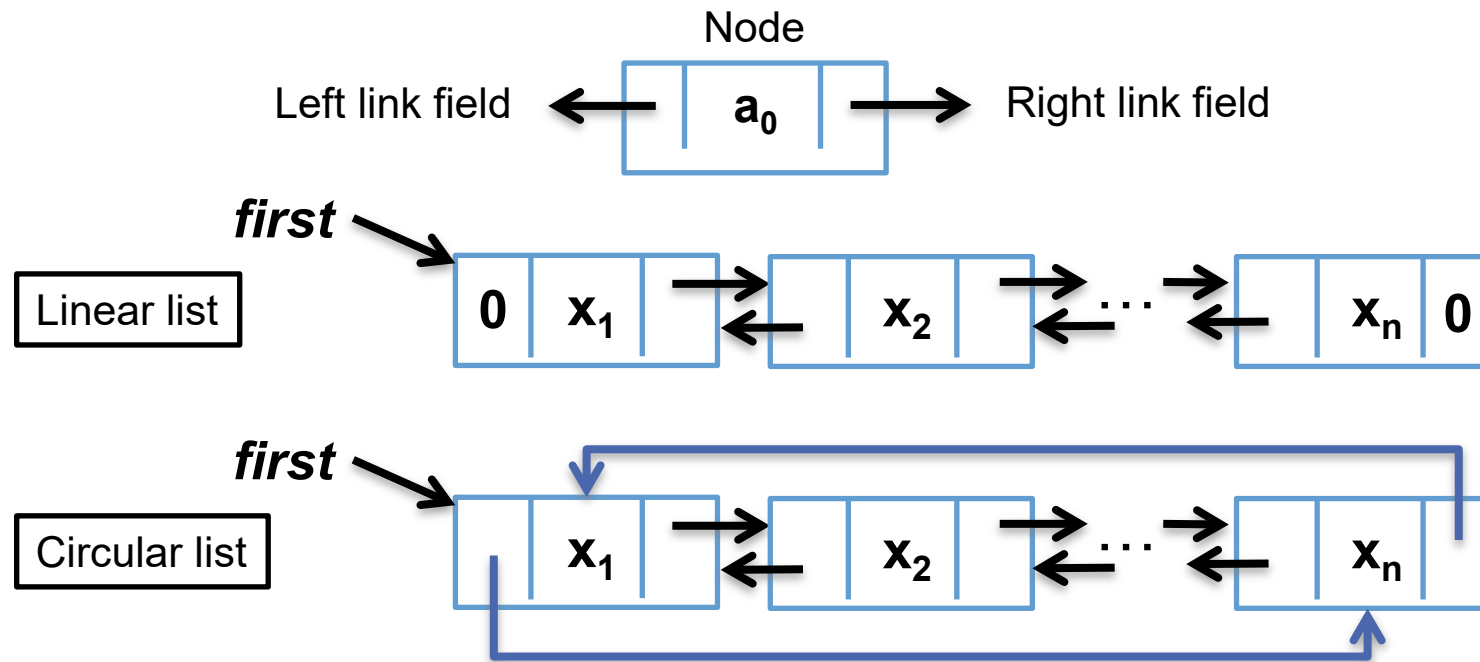 Node
Left link field a₀ Right link field
first
Linear list 0 x₁ x₂ ... xₙ 0
first
Circular list x₁ x₂ ... xₙ